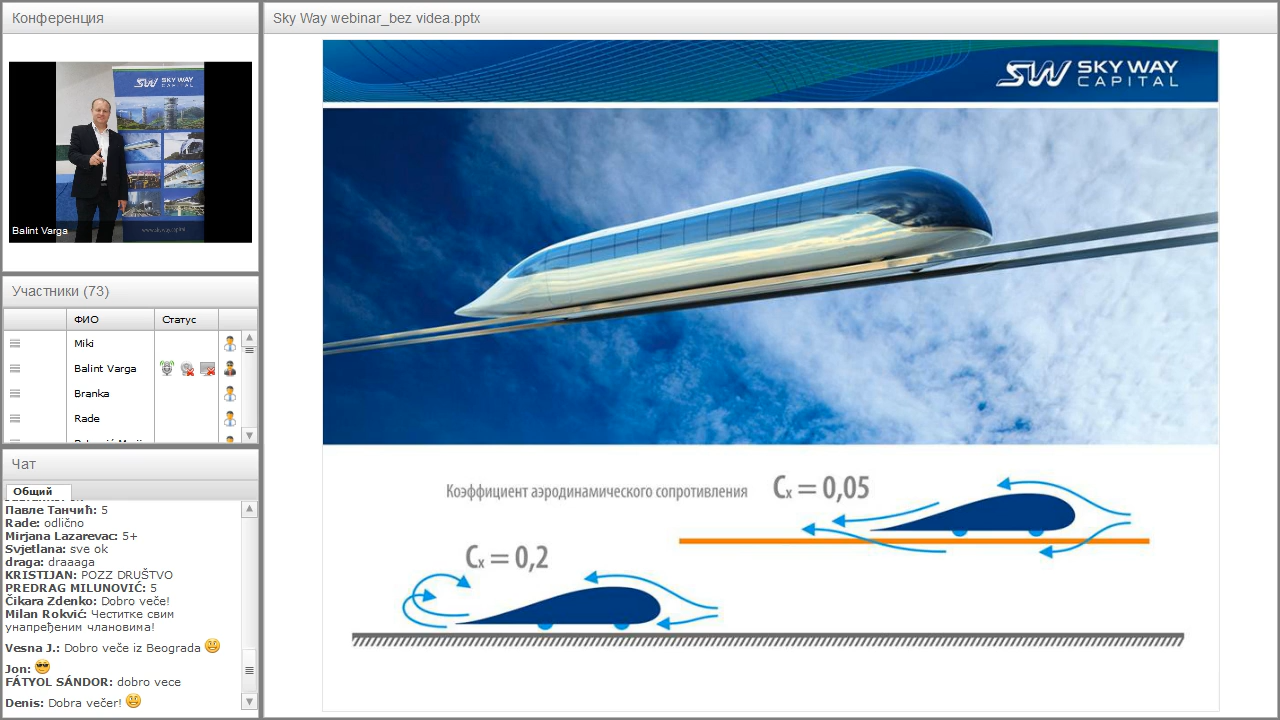 Конференция
Balint Varga
Участники (73)
ФИО
Статус
Miki
Balint Varga
Branka
Rade
Чат
Общий
Павле Танчић: 5
Rade: odlično
Mirjana Lazarevac: 5+
Svjetlana: sve ok
draga: draaaga
KRISTIJAN: POZZ DRUŠTVO
PREDRAG MILUNOVIĆ: 5
Čikara Zdenko: Dobro veče!
Milan Rokvić: Честитке свим
унапређеним члановима!
Vesna J.: Dobro veče iz Beograda
Jon:
FÁTYOL SÁNDOR: dobro vece
Denis: Dobra večer!
Sky Way webinar_bez videa.pptx
SW SKY WAY
CAPITAL
Коэффициент аэродинамического сопротивления
Cx = 0,05
Cx = 0,2
SKY WAY
CAPITAL